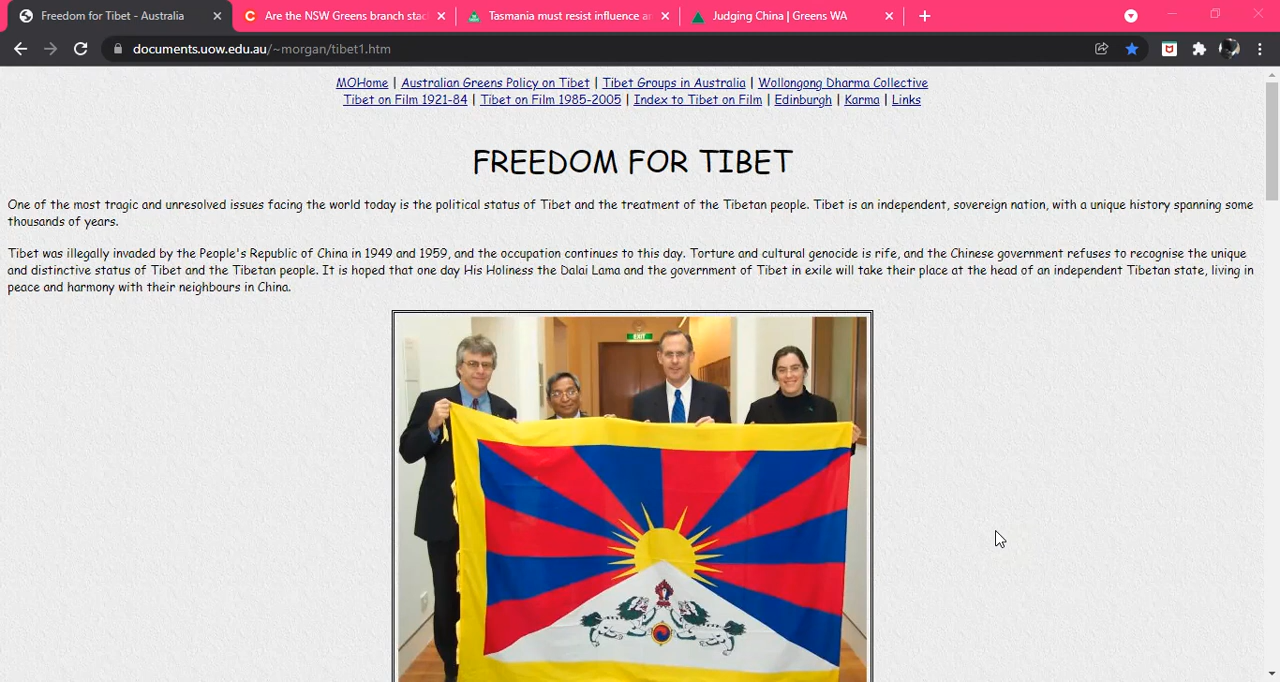 Freedom for Tibet - Australia
Are the NSW Greens branch stac
Tasmania must resist influence a
Judging China | Greens WA
documents.uow.edu.au/~morgan/tibet1.htm
MOHome | Australian Greens Policy on Tibet | Tibet Groups in Australia | Wollongong Dharma Collective
Tibet on Film 1921-84 | Tibet on Film 1985-2005 | Index to Tibet on Film | Edinburgh | Karma | Links
FREEDOM FOR TIBET
One of the most tragic and unresolved issues facing the world today is the political status of Tibet and the treatment of the Tibetan people. Tibet is an independent, sovereign nation, with a unique history spanning some
thousands of years.
Tibet was illegally invaded by the People's Republic of China in 1949 and 1959, and the occupation continues to this day. Torture and cultural genocide is rife, and the Chinese government refuses to recognise the unique
and distinctive status of Tibet and the Tibetan people. It is hoped that one day His Holiness the Dalai Lama and the government of Tibet in exile will take their place at the head of an independent Tibetan state, living in
peace and harmony with their neighbours in China.
EXIT